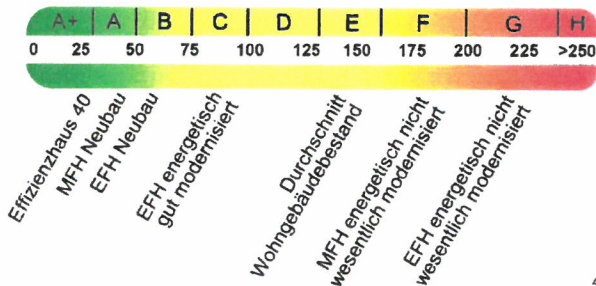 A+ A B C D E F G H
0 25 50 75 100 125 150 175 200 225 >250
Effizienzhaus 40
MFH Neubau
EFH Neubau
EFH energetisch
gut modernisiert
Durchschnitt
Wohngebäudebestand
MFH energetisch nicht
wesentlich modernisiert
EFH energetisch nicht
wesentlich modernisiert